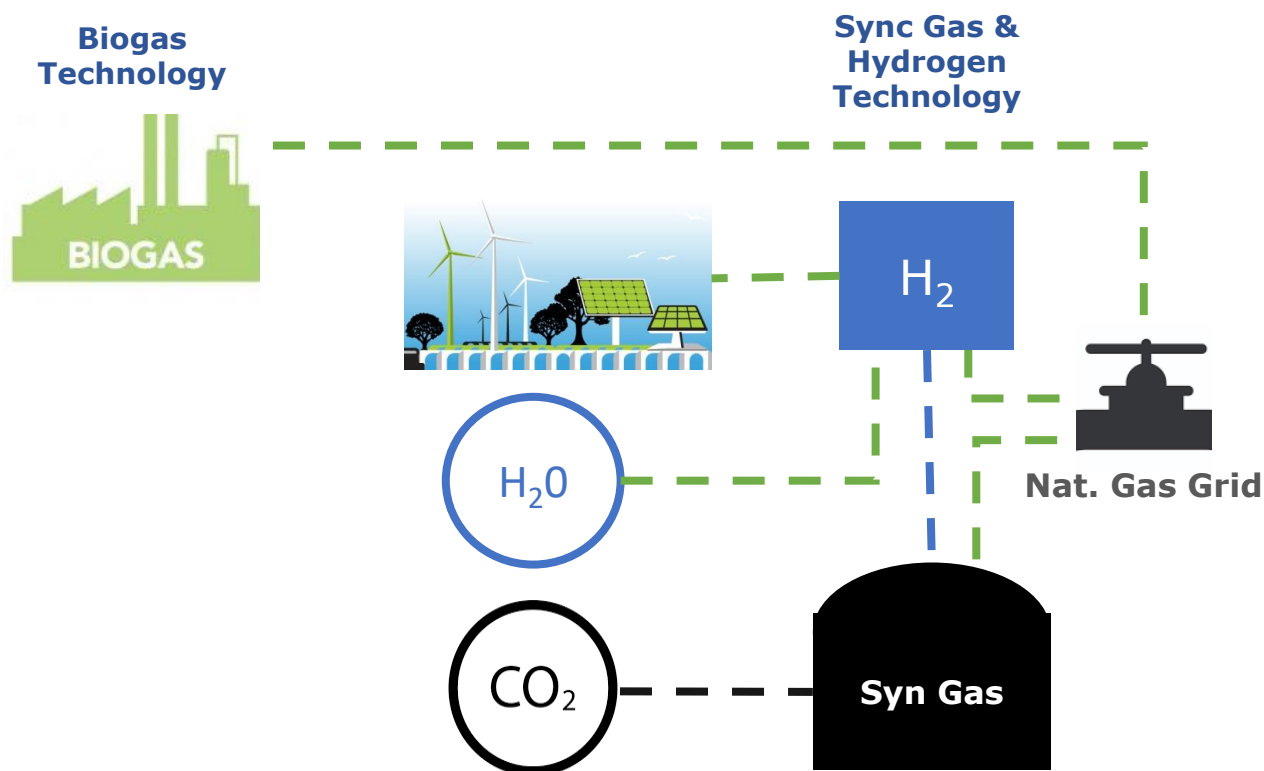 Biogas
Technology
Sync Gas &
Hydrogen
Technology
BIOGAS
H₂
H₂0
Nat. Gas Grid
CO₂
Syn Gas